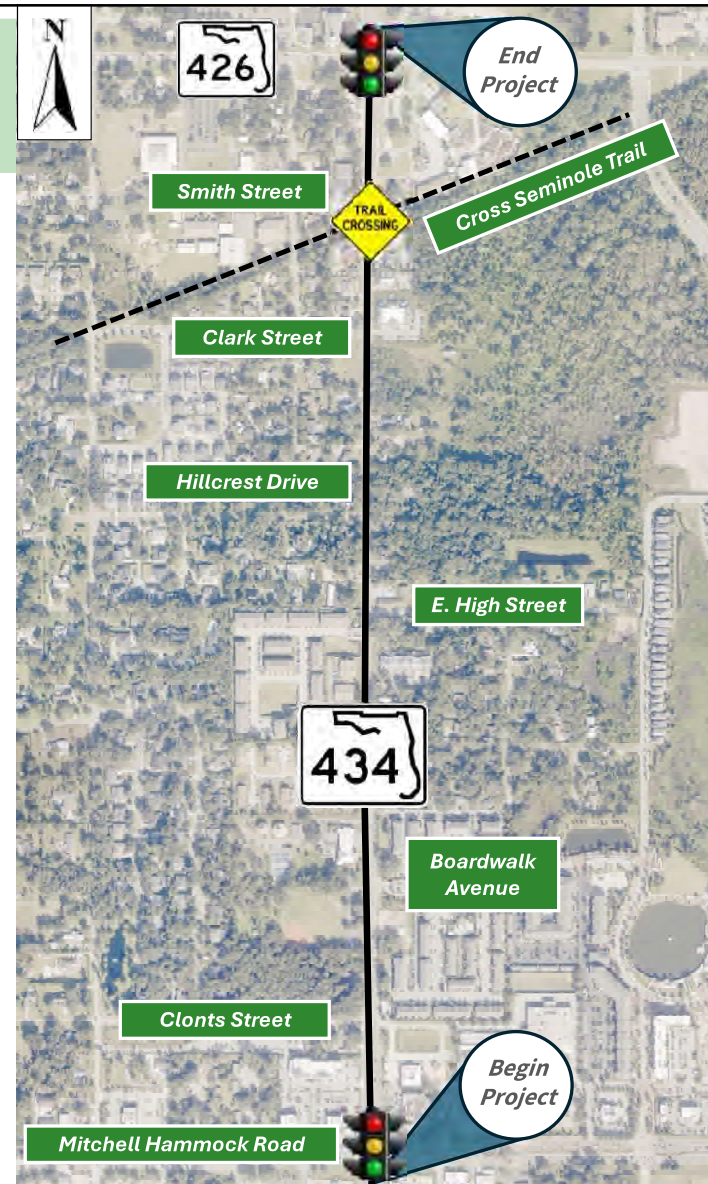 N
426
End
Project
Smith Street
Cross Seminole Trail
TRAIL
CROSSING
Clark Street
Hillcrest Drive
E. High Street
434
Boardwalk
Avenue
Clonts Street
Begin
Project
Mitchell Hammock Road